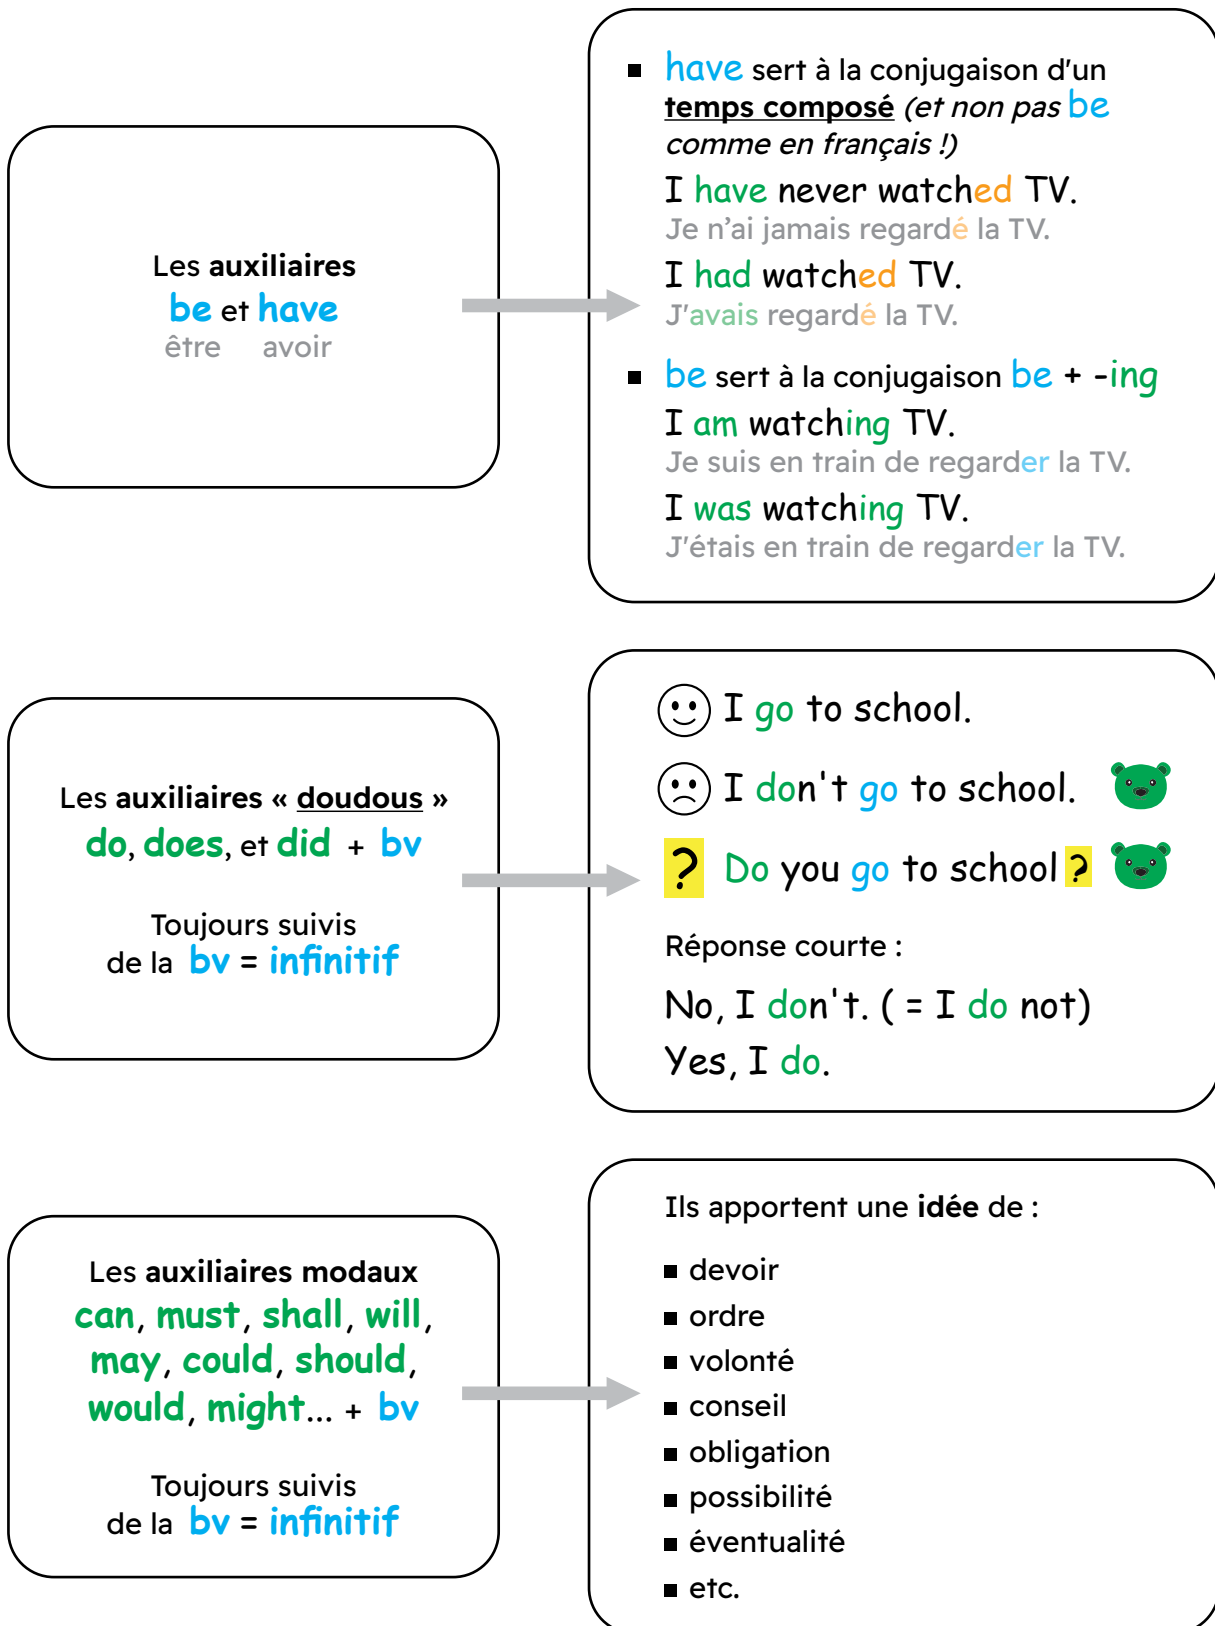 Les auxiliaires
be et have
être avoir
■ have sert à la conjugaison d'un
temps composé (et non pas be
comme en français !)
I have never watched TV.
Je n’ai jamais regardé la TV.
I had watched TV.
J'avais regardé la TV.
■ be sert à la conjugaison be + -ing
I am watching TV.
Je suis en train de regarder la TV.
I was watching TV.
J'étais en train de regarder la TV.
Les auxiliaires « doudous »
do, does, et did + bv
Toujours suivis
de la bv = infinitif
I go to school.
I don't go to school.
? Do you go to school ?
Réponse courte :
No, I don't. ( = I do not)
Yes, I do.
Les auxiliaires modaux
can, must, shall, will,
may, could, should,
would, might... + bv
Toujours suivis
de la bv = infinitif
Ils apportent une idée de :
■ devoir
■ ordre
■ volonté
■ conseil
■ obligation
■ possibilité
■ éventualité
■ etc.